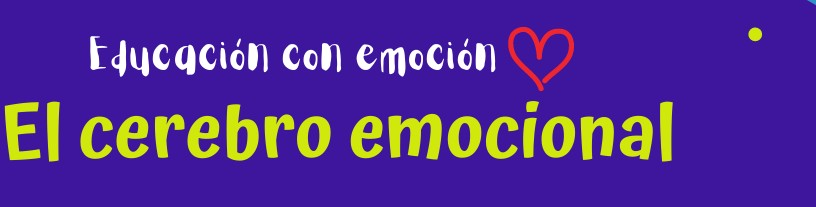 Educación con emoción
El cerebro emocional